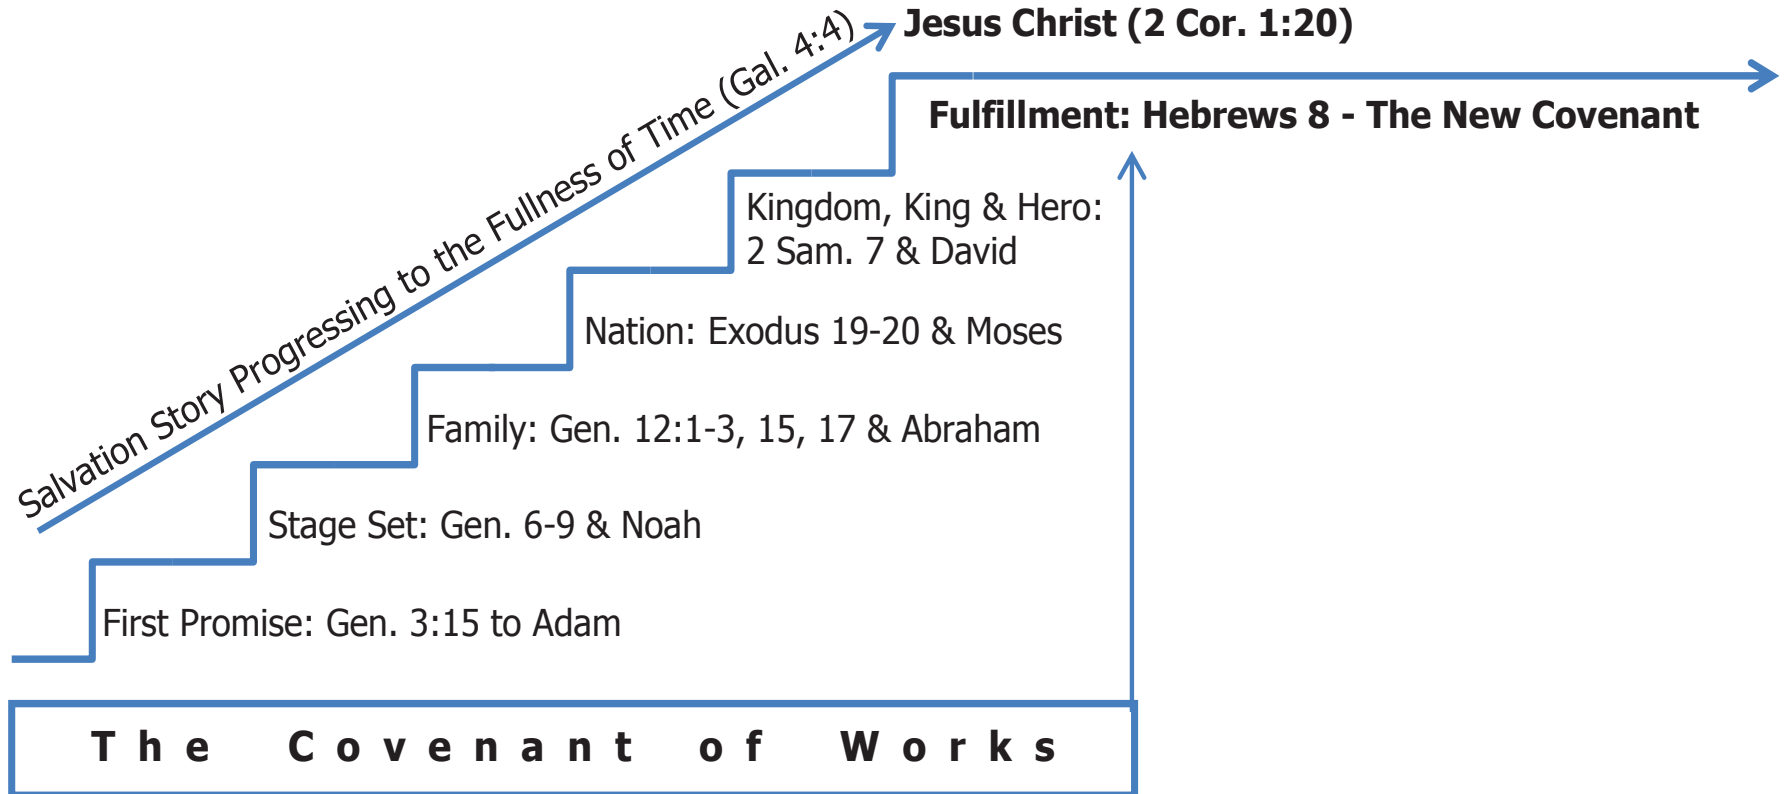 Jesus Christ (2 Cor. 1:20)
Salvation Story Progressing to the Fullness of Time (Gal. 4:4)
Fulfillment: Hebrews 8 - The New Covenant
Kingdom, King & Hero:
2 Sam. 7 & David
Nation: Exodus 19-20 & Moses
Family: Gen. 12:1-3, 15, 17 & Abraham
Stage Set: Gen. 6-9 & Noah
First Promise: Gen. 3:15 to Adam
The Covenant of Works